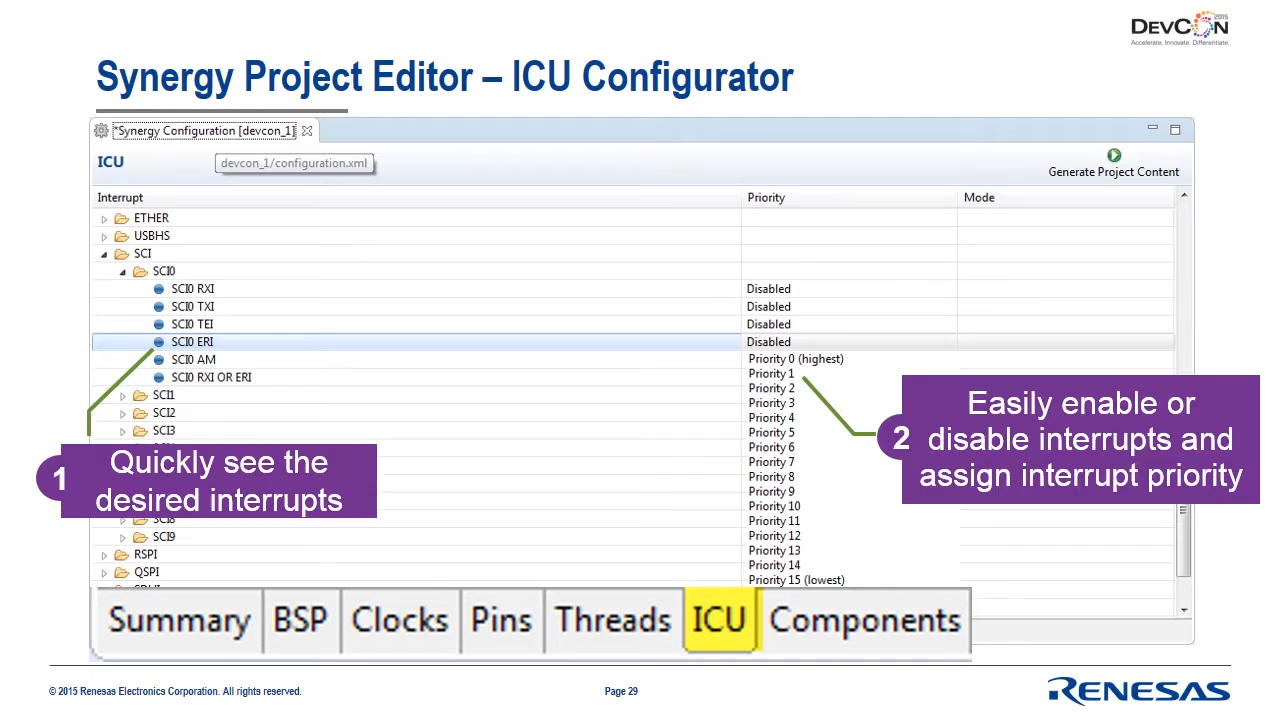 DEVCON 2015
Accelerate. Innovate. Differentiate.
Synergy Project Editor – ICU Configurator
*Synergy Configuration [devcon_1]
ICU
devcon_1/configuration.xml
Generate Project Content
Interrupt Priority Mode
ETHER
USBHS
SCI
SCI0
SCI0 RXI Disabled
SCI0 TXI Disabled
SCI0 TEI Disabled
SCI0 ERI Disabled
SCI0 AM
SCI0 RXI OR ERI
SCI1
SCI2
SCI3
SCI8
SCI9
RSPI
QSPI
Priority 0 (highest)
Priority 1
Priority 2
Priority 3
Priority 4
Priority 5
Priority 6
Priority 7
Priority 8
Priority 9
Priority 10
Priority 11
Priority 12
Priority 13
Priority 14
Priority 15 (lowest)
1
Quickly see the
desired interrupts
2
Easily enable or
disable interrupts and
assign interrupt priority
Summary BSP Clocks Pins Threads ICU Components
© 2015 Renesas Electronics Corporation. All rights reserved.
Page 29
RENESAS